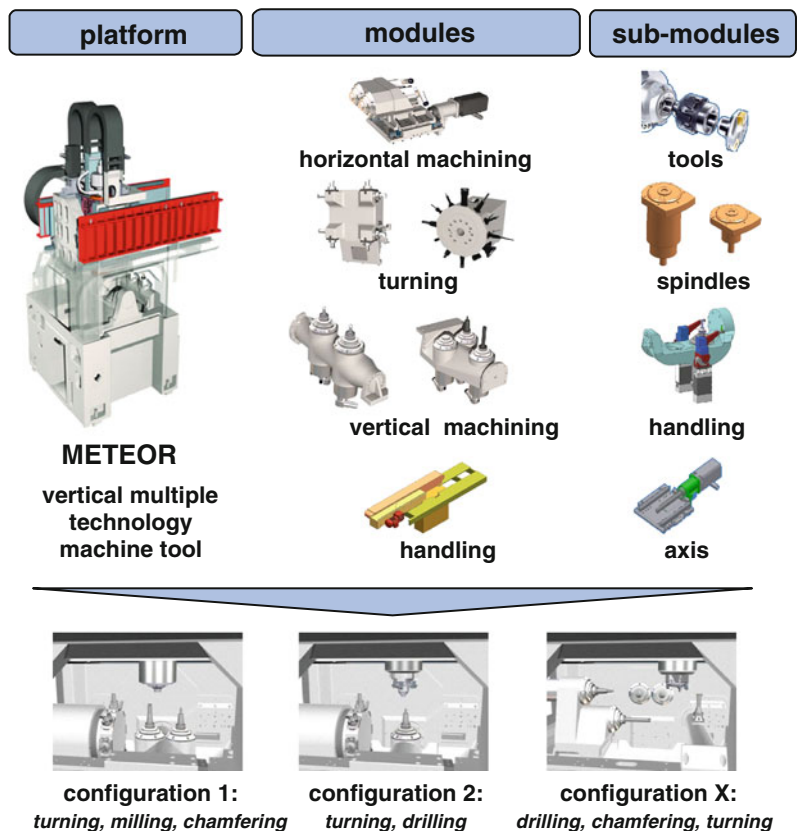 platform
modules
sub-modules
horizontal machining
tools
turning
spindles
vertical machining
handling
METEOR
vertical multiple
technology
machine tool
handling
axis
configuration 1:
turning, milling, chamfering
configuration 2:
turning, drilling
configuration X:
drilling, chamfering, turning